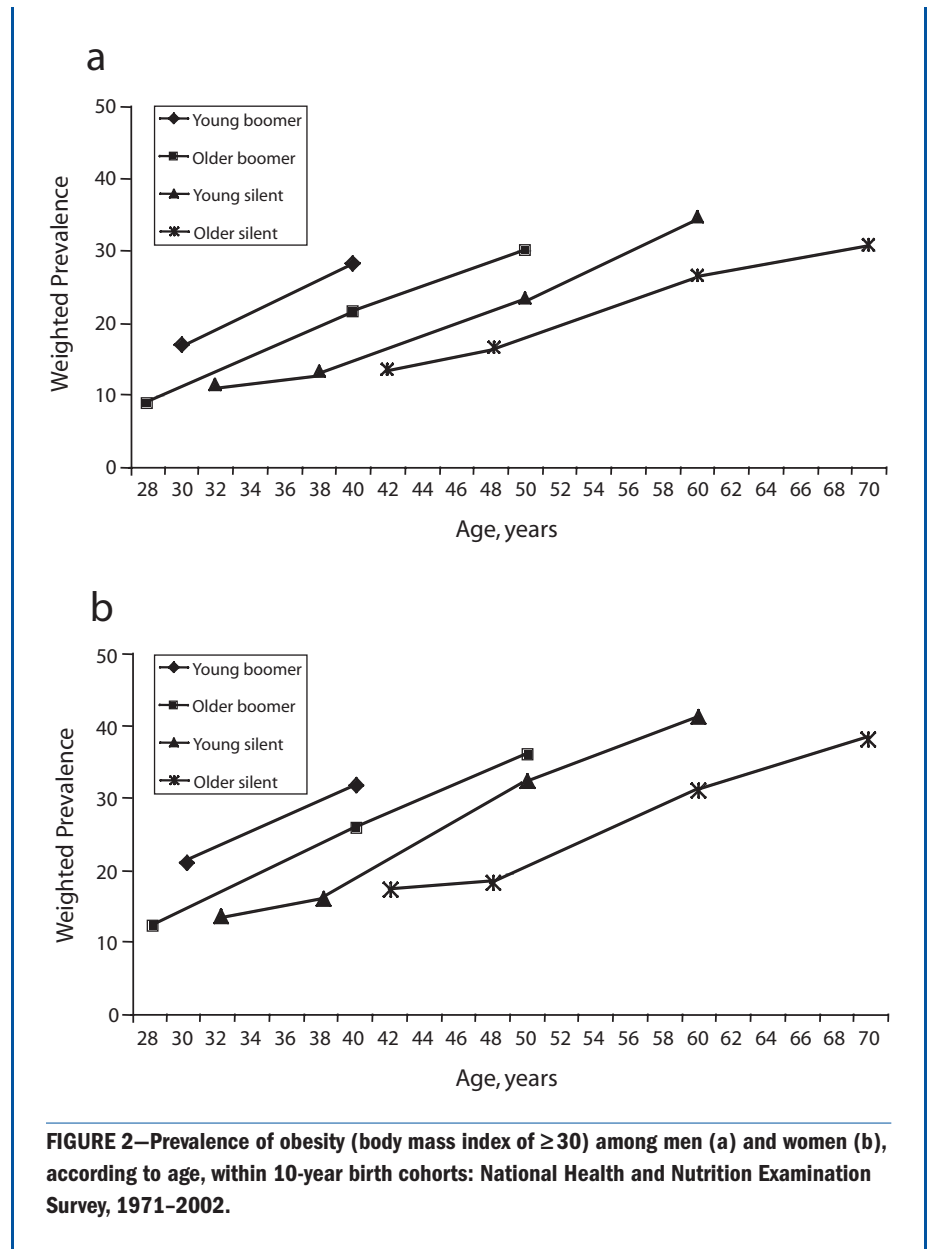 a
50
40
30
20
10
0
Weighted Prevalence
Young boomer
Older boomer
Young silent
Older silent
28 30 32 34 36 38 40 42 44 46 48 50 52 54 56 58 60 62 64 66 68 70
Age, years
b
50
40
30
20
10
0
Weighted Prevalence
Young boomer
Older boomer
Young silent
Older silent
28 30 32 34 36 38 40 42 44 46 48 50 52 54 56 58 60 62 64 66 68 70
Age, years
FIGURE 2—Prevalence of obesity (body mass index of ≥30) among men (a) and women (b),
according to age, within 10-year birth cohorts: National Health and Nutrition Examination
Survey, 1971–2002.